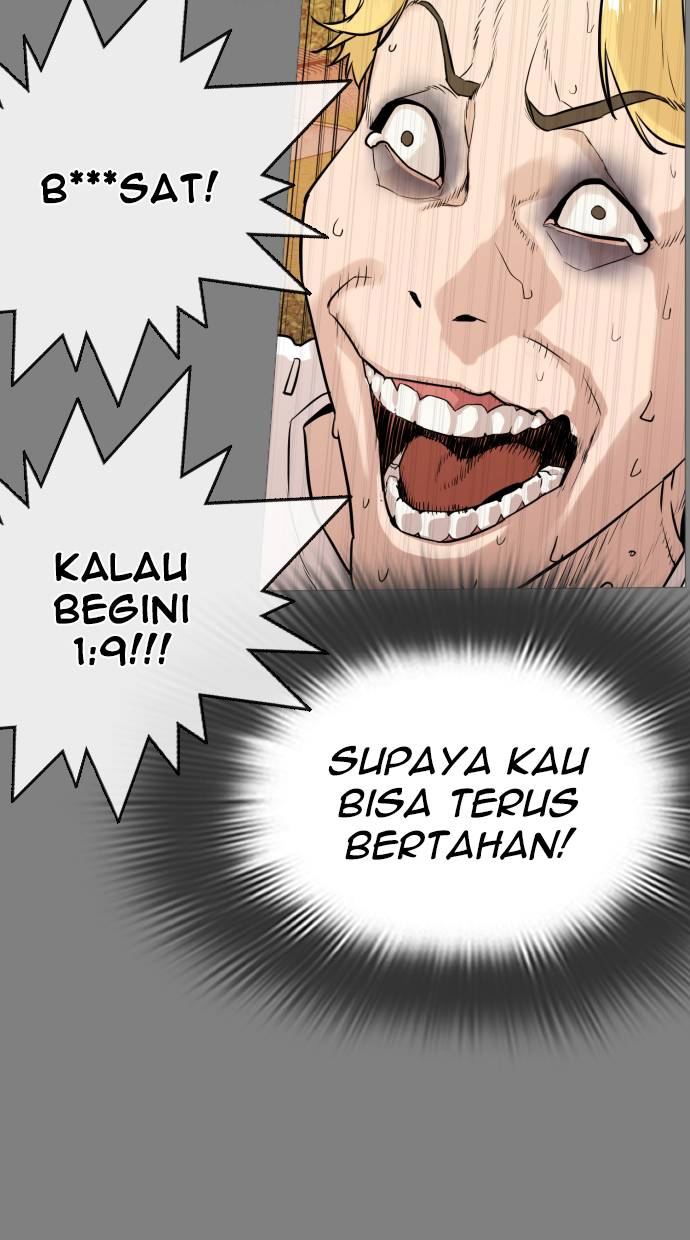 B***SAT!
KALAU
BEGINI
1:9!!!
SUPAYA KAU
BISA TERUS
BERTAHAN!